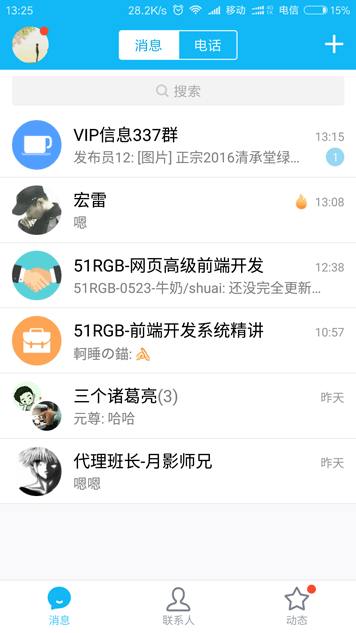 13:25 28.2K/s 移动 电信 15%
消息 电话
搜索
VIP信息337群 13:15
发布员12: [图片] 正宗2016清承堂绿... 1
宏雷 13:08
嗯
51RGB-网页高级前端开发 12:38
51RGB-0523-牛奶/shuai: 还没完全更新...
51RGB-前端开发系统精讲 10:57
軻睡の錨:
三个诸葛亮(3) 昨天
元尊: 哈哈
代理班长-月影师兄 昨天
嗯嗯
消息 联系人 动态